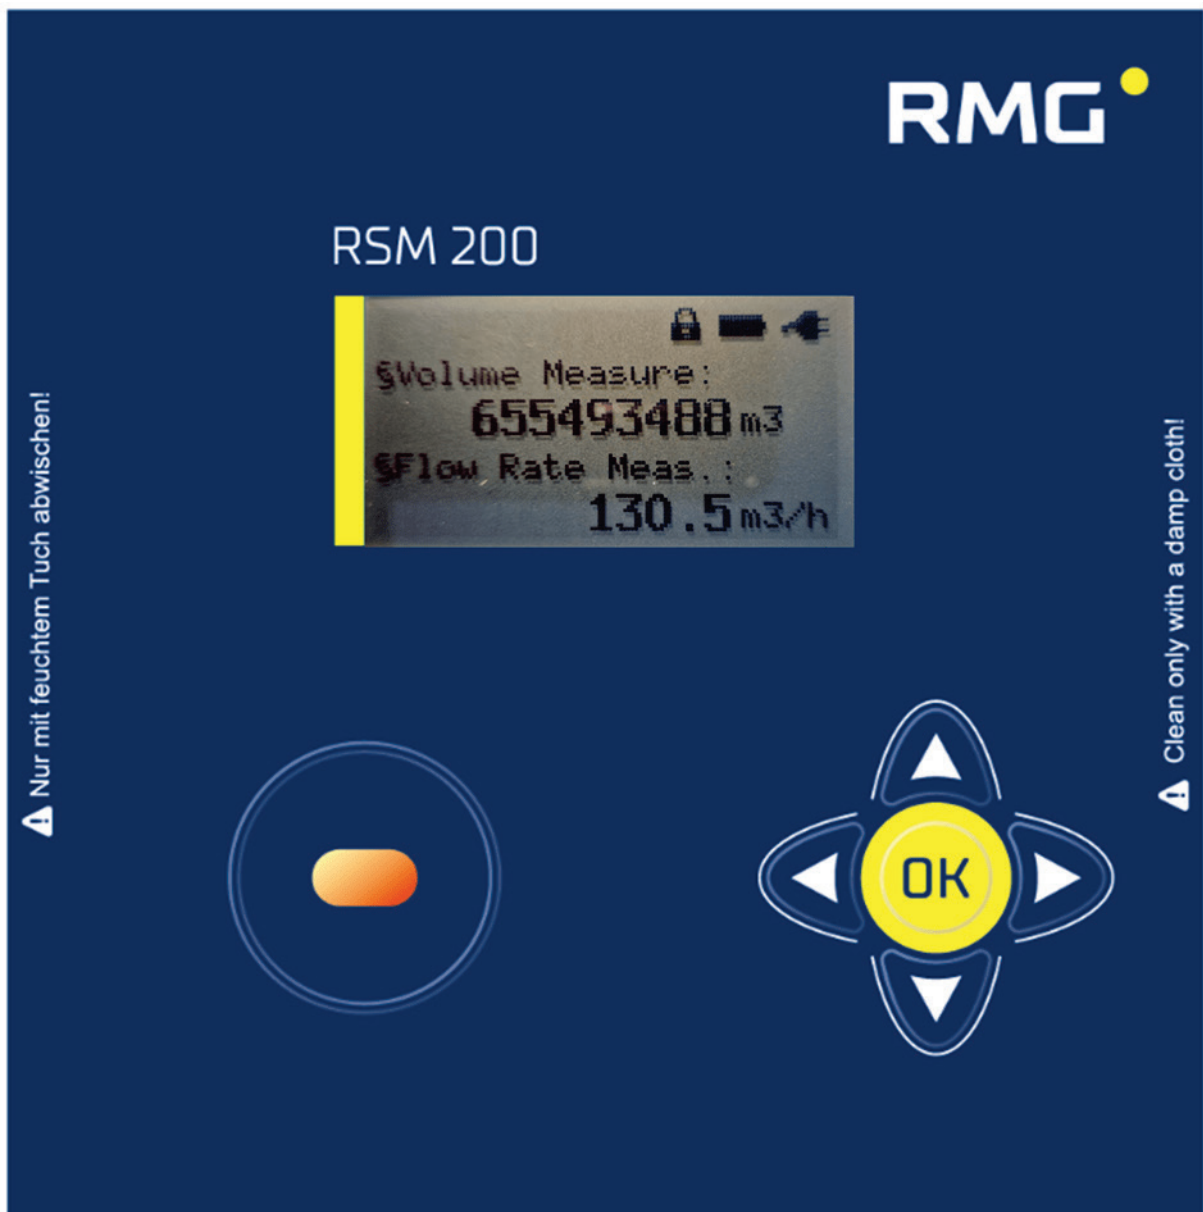 RMG
RSM 200
§Volume Measure:
655493488 m3
§Flow Rate Meas.:
130.5 m3/h
Nur mit feuchtem Tuch abwischen!
Clean only with a damp cloth!
OK